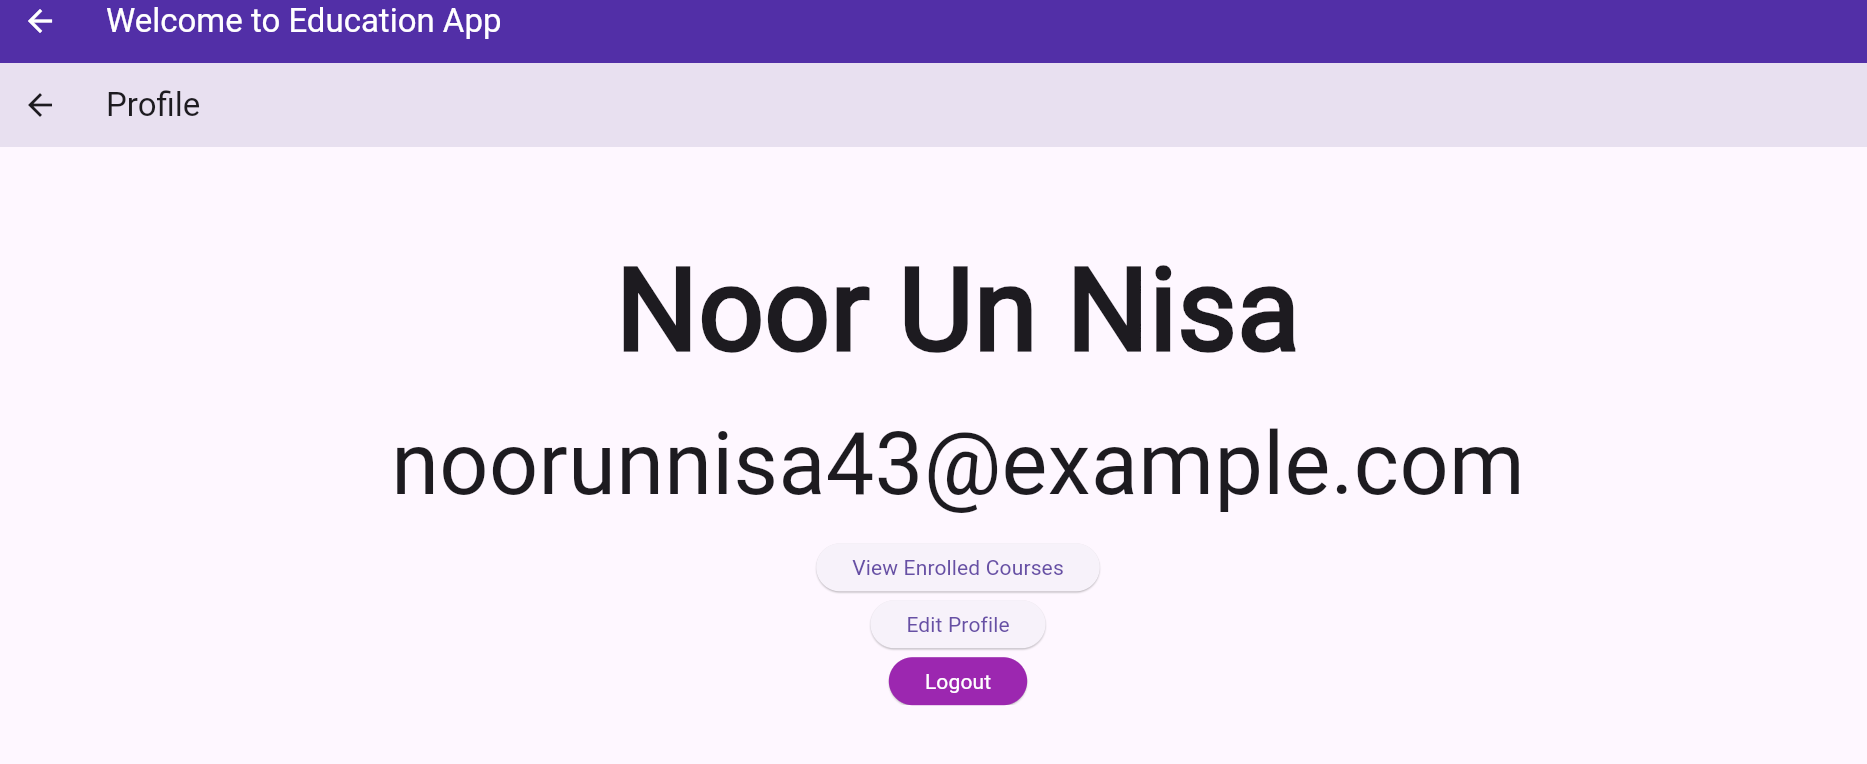 Welcome to Education App
Profile
Noor Un Nisa
noorunnisa43@example.com
View Enrolled Courses
Edit Profile
Logout